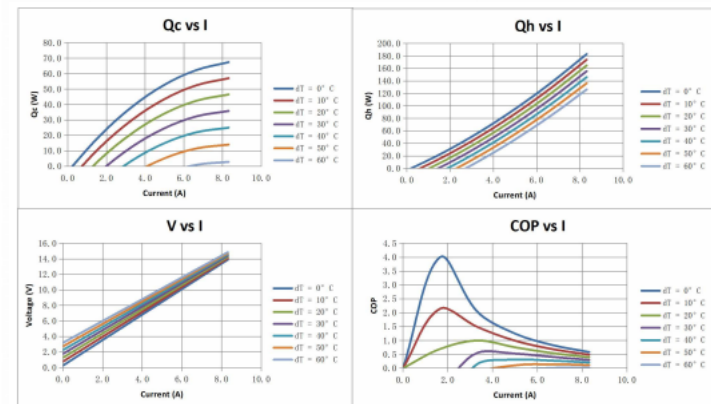 Qc vs I
80.0
70.0
60.0
50.0
40.0
30.0
20.0
10.0
0.0
Qc (W)
0.0 2.0 4.0 6.0 8.0 10.0
Current (A)
dT = 0° C
dT = 10° C
dT = 20° C
dT = 30° C
dT = 40° C
dT = 50° C
dT = 60° C
Qh vs I
200.0
180.0
160.0
140.0
120.0
100.0
80.0
60.0
40.0
20.0
0.0
Qh (W)
0.0 2.0 4.0 6.0 8.0 10.0
Current (A)
dT = 0° C
dT = 10° C
dT = 20° C
dT = 30° C
dT = 40° C
dT = 50° C
dT = 60° C
V vs I
16.0
14.0
12.0
10.0
8.0
6.0
4.0
2.0
0.0
Voltage (V)
0.0 2.0 4.0 6.0 8.0 10.0
Current (A)
dT = 0° C
dT = 10° C
dT = 20° C
dT = 30° C
dT = 40° C
dT = 50° C
dT = 60° C
COP vs I
4.5
4.0
3.5
3.0
2.5
2.0
1.5
1.0
0.5
0.0
COP
0.0 2.0 4.0 6.0 8.0 10.0
Current (A)
dT = 0° C
dT = 10° C
dT = 20° C
dT = 30° C
dT = 40° C
dT = 50° C
dT = 60° C